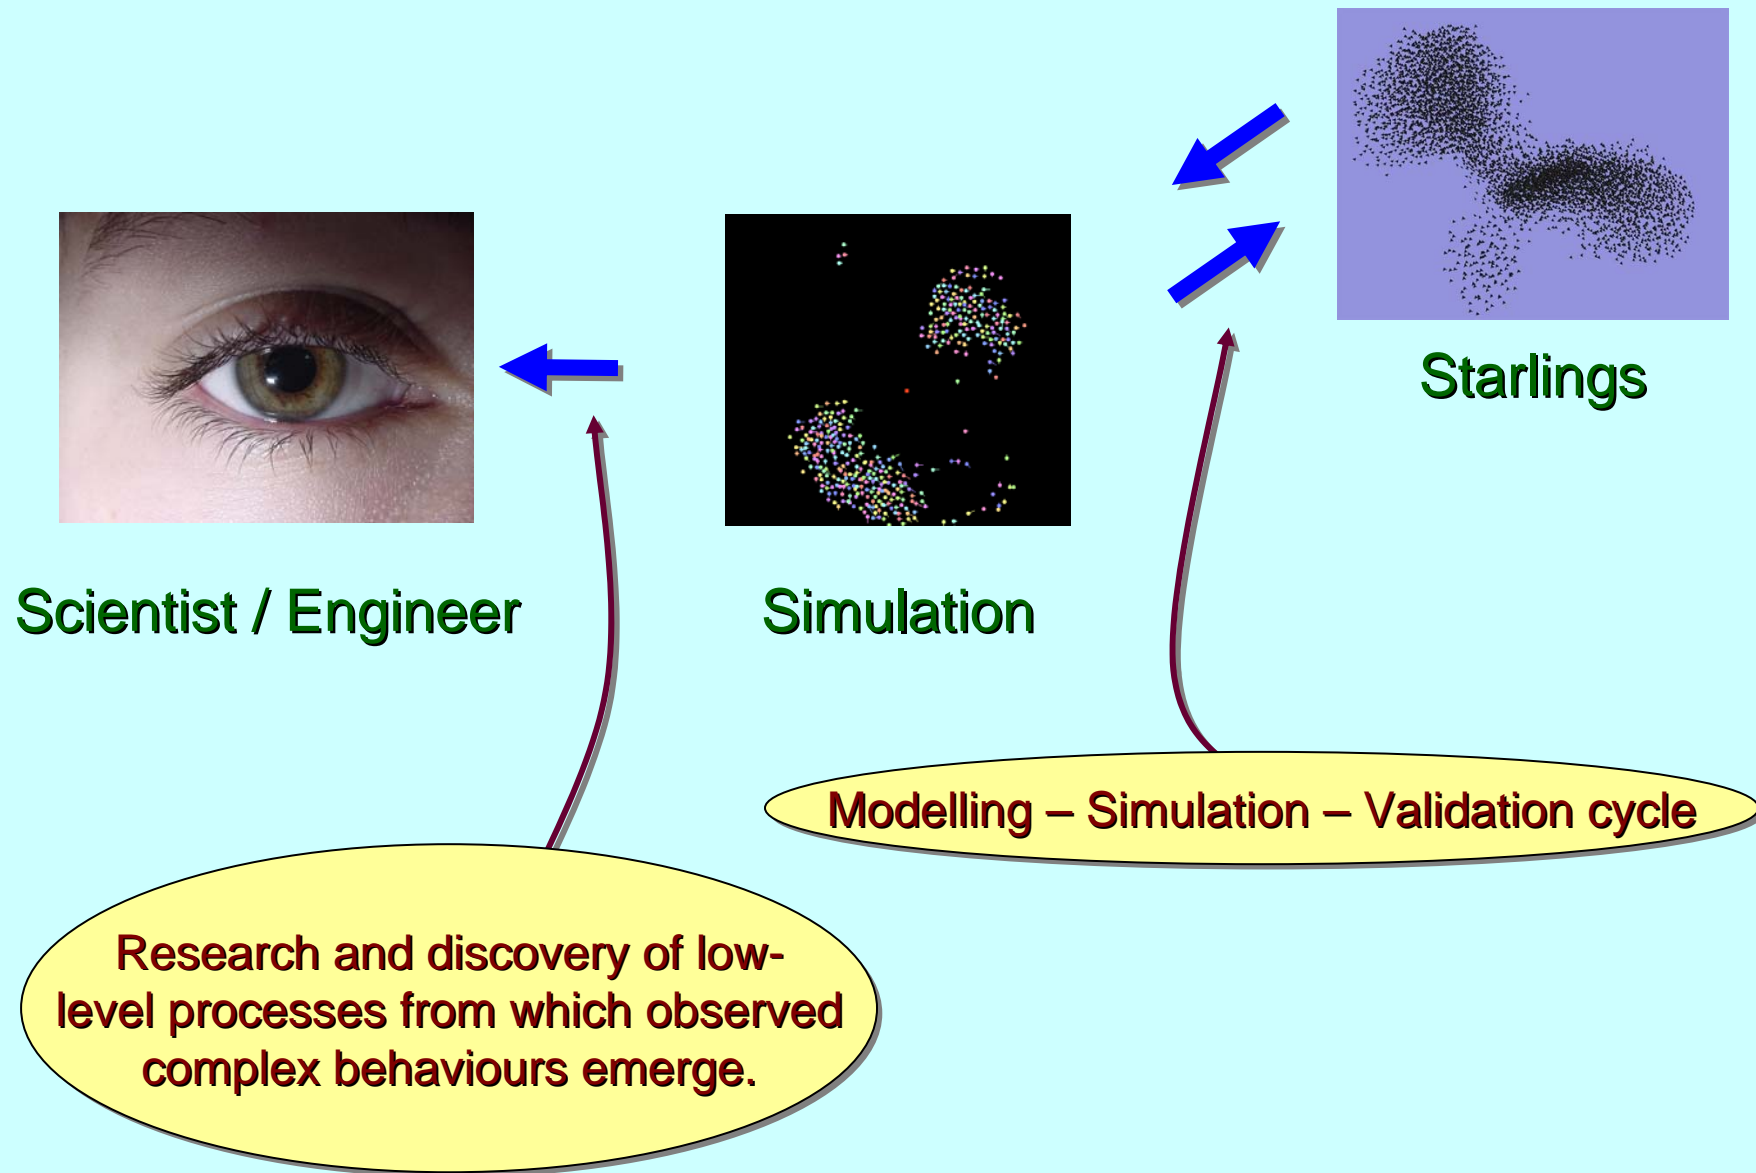 Starlings
Scientist / Engineer
Simulation
Modelling – Simulation – Validation cycle
Research and discovery of low-
level processes from which observed
complex behaviours emerge.